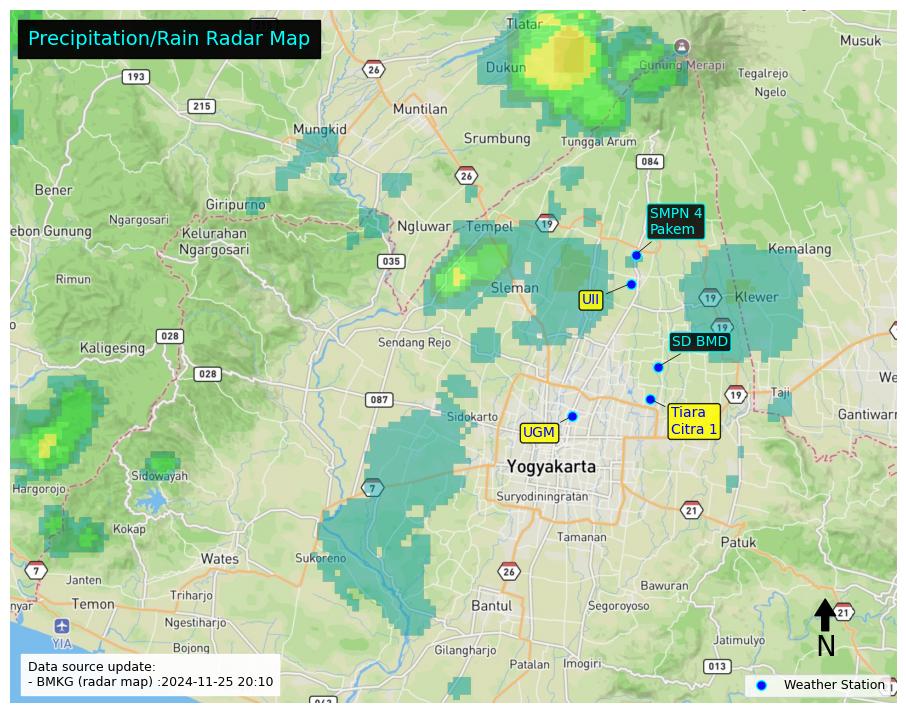 Precipitation/Rain Radar Map
Tlatar
Musuk
26
Dukun
Gunung Merapi
193
Tegalrejo
Ngelo
215
Muntilan
Mungkid
Srumbung
Tunggal Arum
084
26
Bener
Giripurno
SMPN 4
Pakem
Ngargosari
ebon Gunung
Kelurahan
Ngargosari
Ngluwar
Tempel
19
Kemalang
035
Rimun
Sleman
UII
19
Klewer
19
028
Sendang Rejo
SD BMD
Kaligesing
028
We
087
19
Taji
Sidokarto
Tiara
Citra 1
Gantiwarn
UGM
Yogyakarta
Sidowayah
Hargorojo
7
Suryodiningratan
21
Kokap
Tamanan
Patuk
Wates
Sukoreno
7
26
Janten
Bawuran
nyar
Temon
Triharjo
Bantul
Segoroyoso
21
Ngestiharjo
YIA
N
Bojong
Gilangharjo
Jatimulyo
Patalan
Imogiri
013
Data source update:
- BMKG (radar map) :2024-11-25 20:10
Weather Station